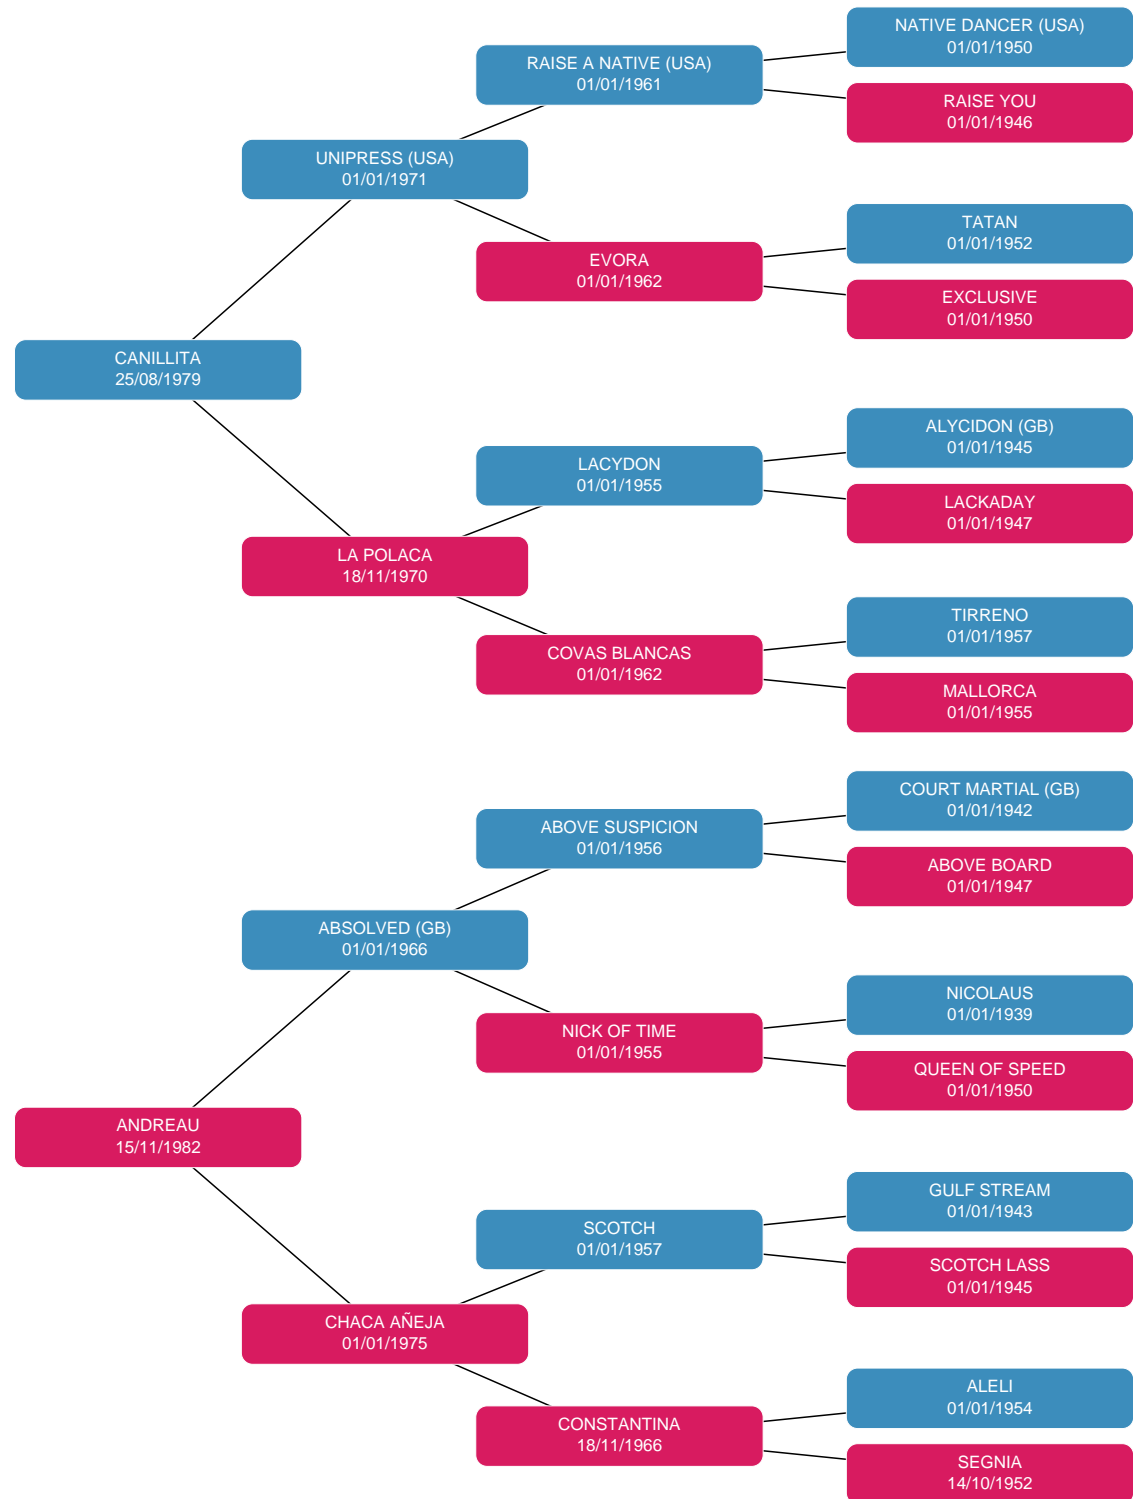 NATIVE DANCER (USA)
01/01/1950
RAISE A NATIVE (USA)
01/01/1961
RAISE YOU
01/01/1946
UNIPRESS (USA)
01/01/1971
TATAN
01/01/1952
EVORA
01/01/1962
EXCLUSIVE
01/01/1950
CANILLITA
25/08/1979
ALYCIDON (GB)
01/01/1945
LACYDON
01/01/1955
LACKADAY
01/01/1947
LA POLACA
18/11/1970
TIRRENO
01/01/1957
COVAS BLANCAS
01/01/1962
MALLORCA
01/01/1955
COURT MARTIAL (GB)
01/01/1942
ABOVE SUSPICION
01/01/1956
ABOVE BOARD
01/01/1947
ABSOLVED (GB)
01/01/1966
NICOLAUS
01/01/1939
NICK OF TIME
01/01/1955
QUEEN OF SPEED
01/01/1950
ANDREAU
15/11/1982
GULF STREAM
01/01/1943
SCOTCH
01/01/1957
SCOTCH LASS
01/01/1945
CHACA AÑEJA
01/01/1975
ALELI
01/01/1954
CONSTANTINA
18/11/1966
SEGNIA
14/10/1952